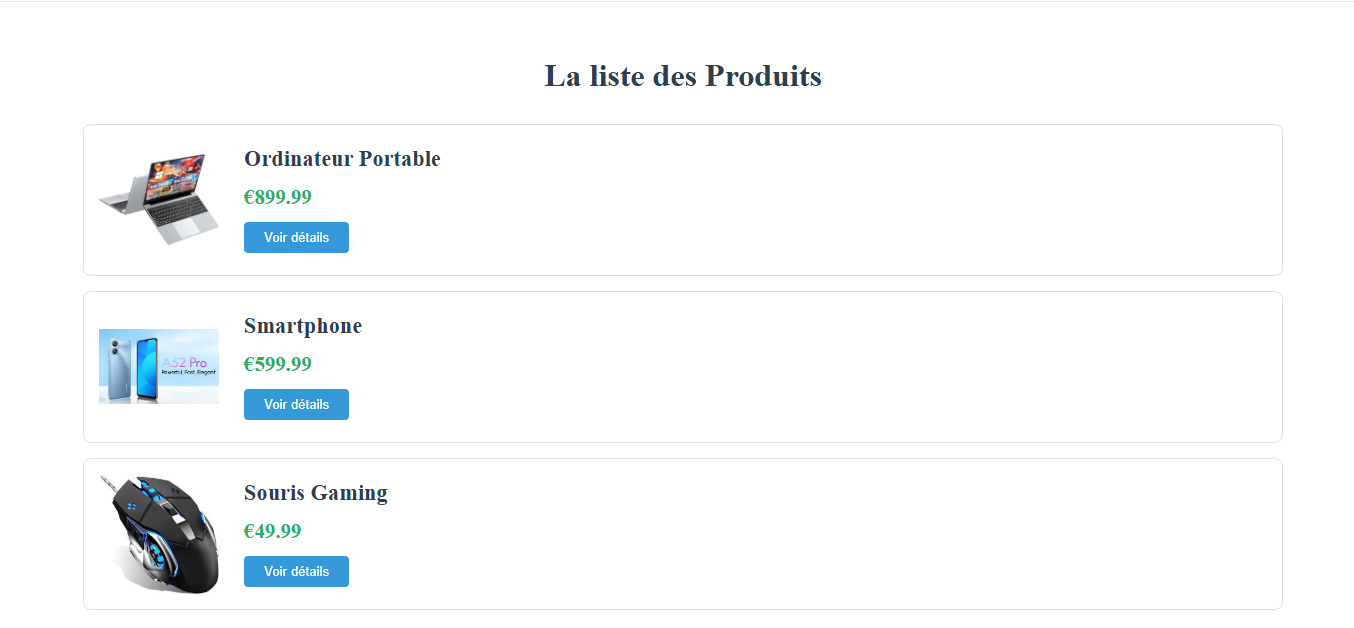 La liste des Produits
Ordinateur Portable
€899.99
Voir détails
Smartphone
€599.99
Voir détails
A52 Pro
Powerful, Fast, Elegant
Souris Gaming
€49.99
Voir détails